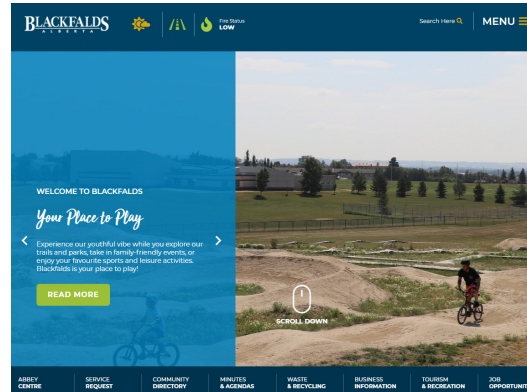 BLACKFALDS
ALBERTA
Fire Status
LOW
Search Here
MENU
WELCOME TO BLACKFALDS
Your Place to Play
Experience our youthful vibe while you explore our
trails and parks, take in family-friendly events, or
enjoy your favourite sports and leisure activities.
Blackfalds is your place to play!
READ MORE
SCROLL DOWN
ABBEY
CENTRE
SERVICE
REQUEST
COMMUNITY
DIRECTORY
MINUTES
& AGENDAS
WASTE
& RECYCLING
BUSINESS
INFORMATION
TOURISM
& RECREATION
JOB
OPPORTUNIT